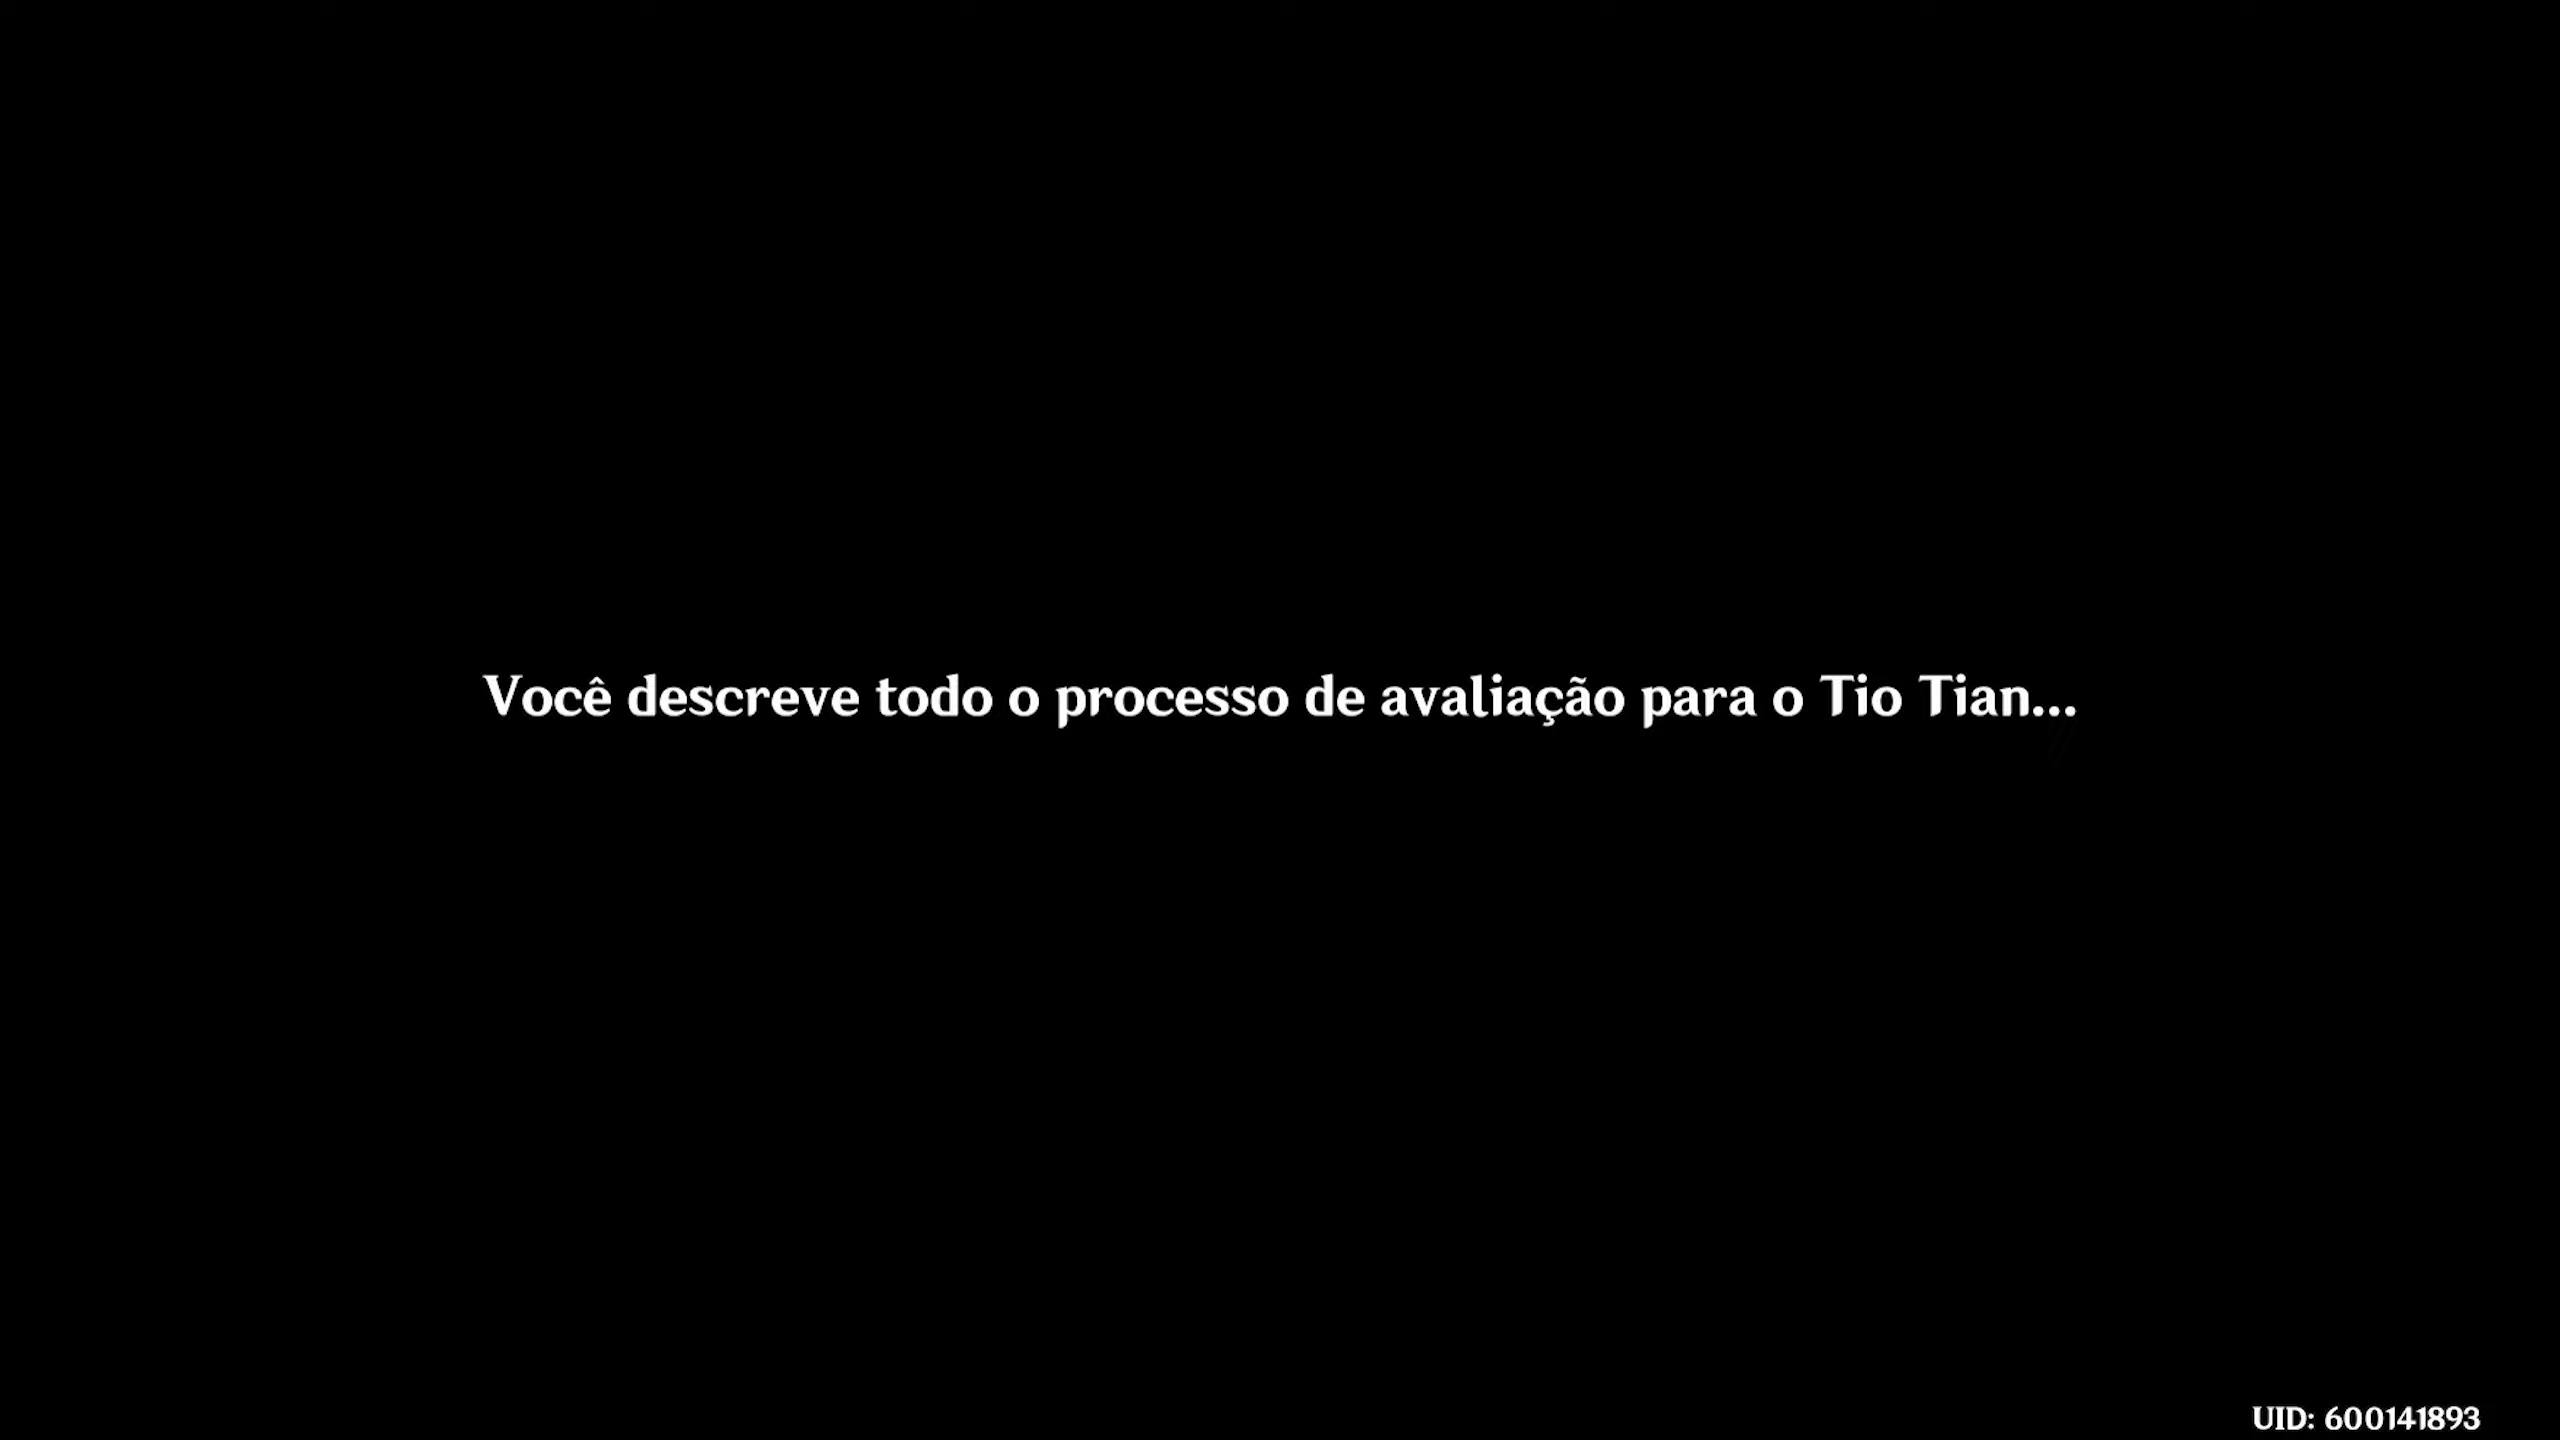 Você descreve todo o processo de avaliação para o Tio Tian...
UID: 600141893